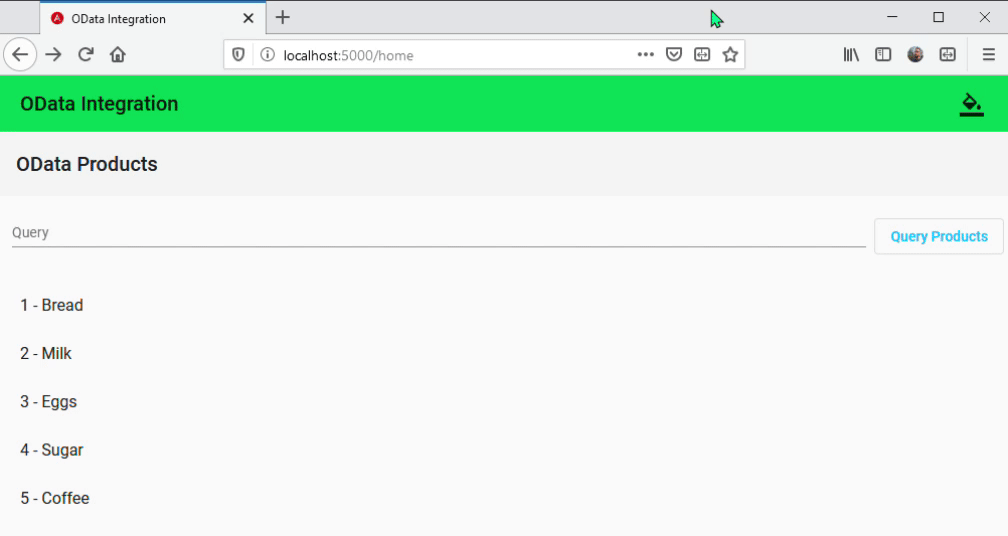 OData Integration
localhost:5000/home
OData Integration
OData Products
Query
Query Products
1 - Bread
2 - Milk
3 - Eggs
4 - Sugar
5 - Coffee